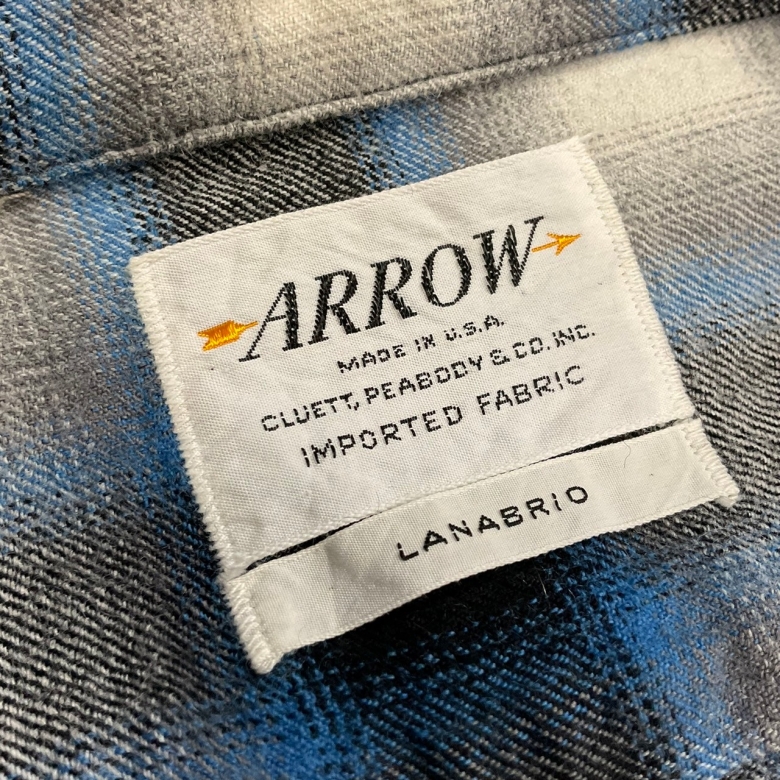 ARROW
MADE IN U.S.A.
CLUETT, PEABODY & CO. INC.
IMPORTED FABRIC
LANABRIO